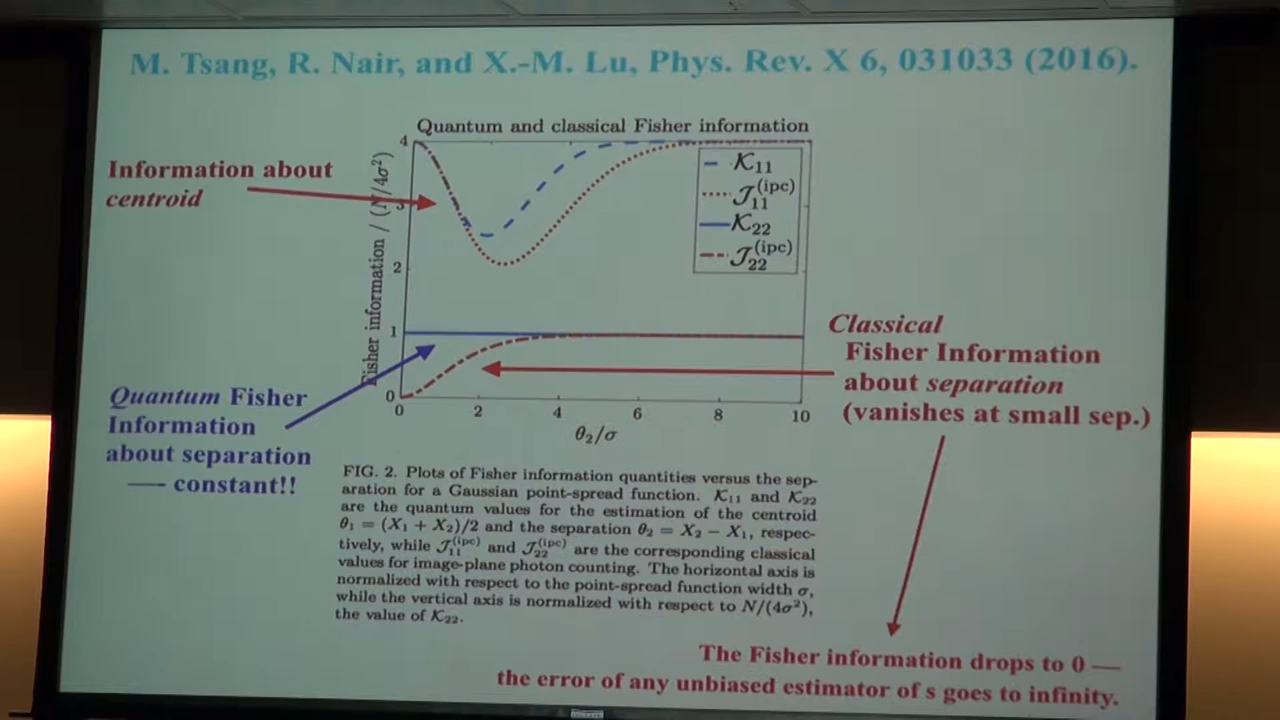 M. Tsang, R. Nair, and X.-M. Lu, Phys. Rev. X 6, 031033 (2016).
Quantum and classical Fisher information
Information about
centroid
Fisher information / (N/4σ²)
4
3
2
1
0
0 2 4 6 8 10
θ₂/σ
𝒦₁₁
𝒥₁₁⁽ⁱᵖᶜ⁾
𝒦₂₂
𝒥₂₂⁽ⁱᵖᶜ⁾
Classical
Fisher Information
about separation
(vanishes at small sep.)
Quantum Fisher
Information
about separation
— constant!!
FIG. 2. Plots of Fisher information quantities versus the sep-
aration for a Gaussian point-spread function. 𝒦₁₁ and 𝒦₂₂
are the quantum values for the estimation of the centroid
θ₁ = (X₁ + X₂)/2 and the separation θ₂ = X₂ − X₁, respec-
tively, while 𝒥₁₁⁽ⁱᵖᶜ⁾ and 𝒥₂₂⁽ⁱᵖᶜ⁾ are the corresponding classical
values for image-plane photon counting. The horizontal axis is
normalized with respect to the point-spread function width σ,
while the vertical axis is normalized with respect to N/(4σ²),
the value of 𝒦₂₂.
The Fisher information drops to 0 —
the error of any unbiased estimator of s goes to infinity.